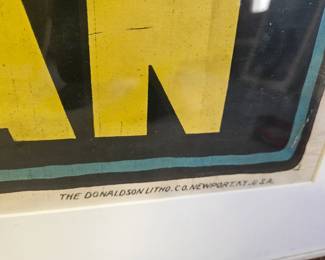 AN
THE DONALDSON LITHO. CO. NEWPORT, KY. U.S.A.